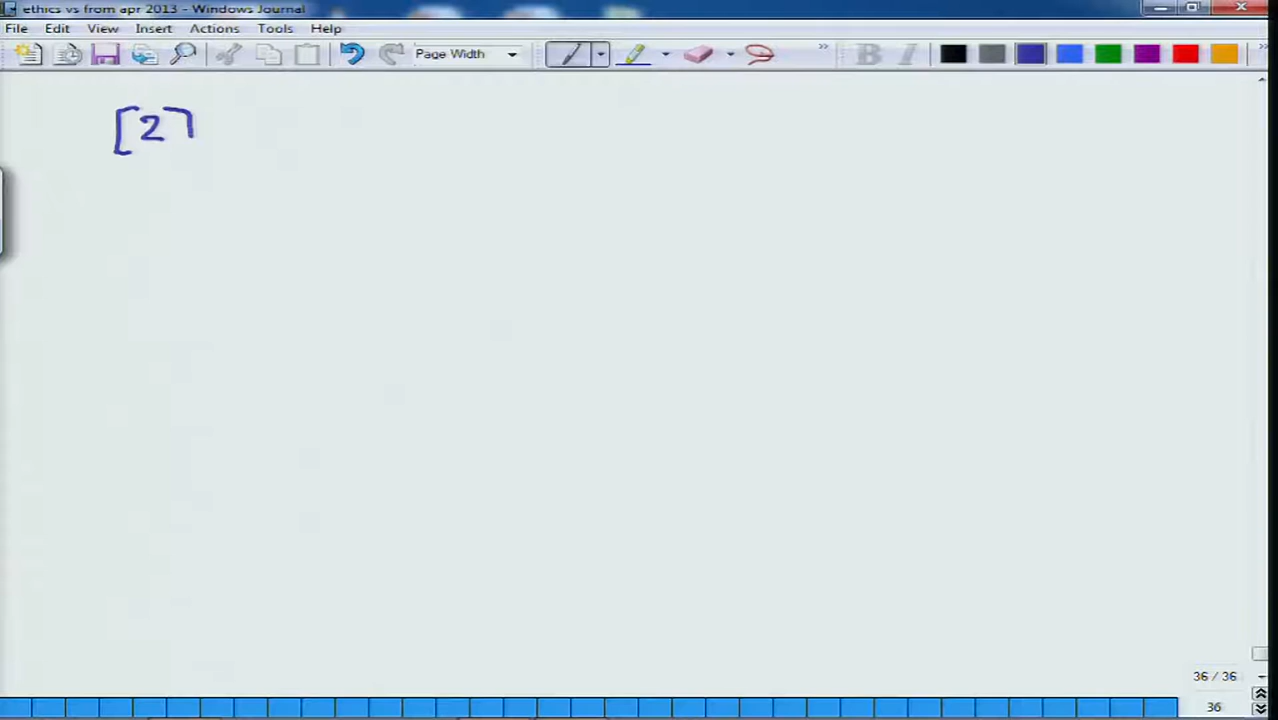 ethics vs from apr 2013 - Windows Journal
File Edit View Insert Actions Tools Help
Page Width
B I
[2]
36 / 36
36